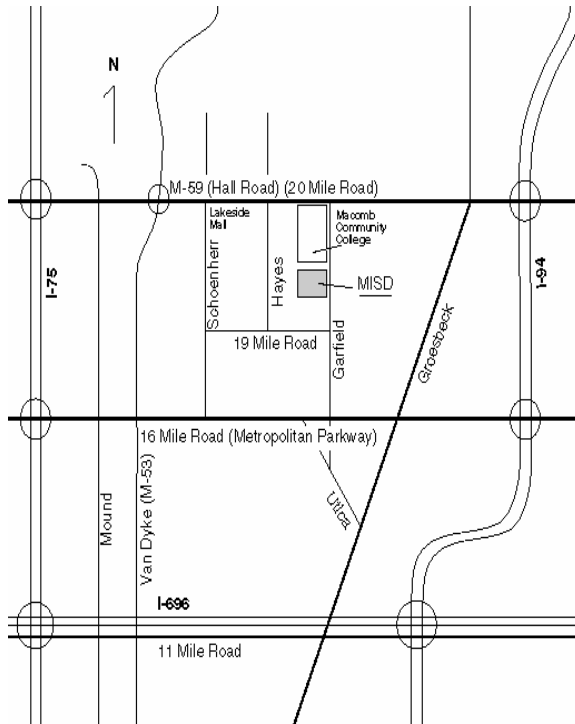 N
M-59 (Hall Road) (20 Mile Road)
Lakeside
Mall
Macomb
Community
College
MISD
I-75
Schoenherr
Hayes
Garfield
Groesbeck
I-94
19 Mile Road
16 Mile Road (Metropolitan Parkway)
Mound
Van Dyke (M-53)
Utica
I-696
11 Mile Road